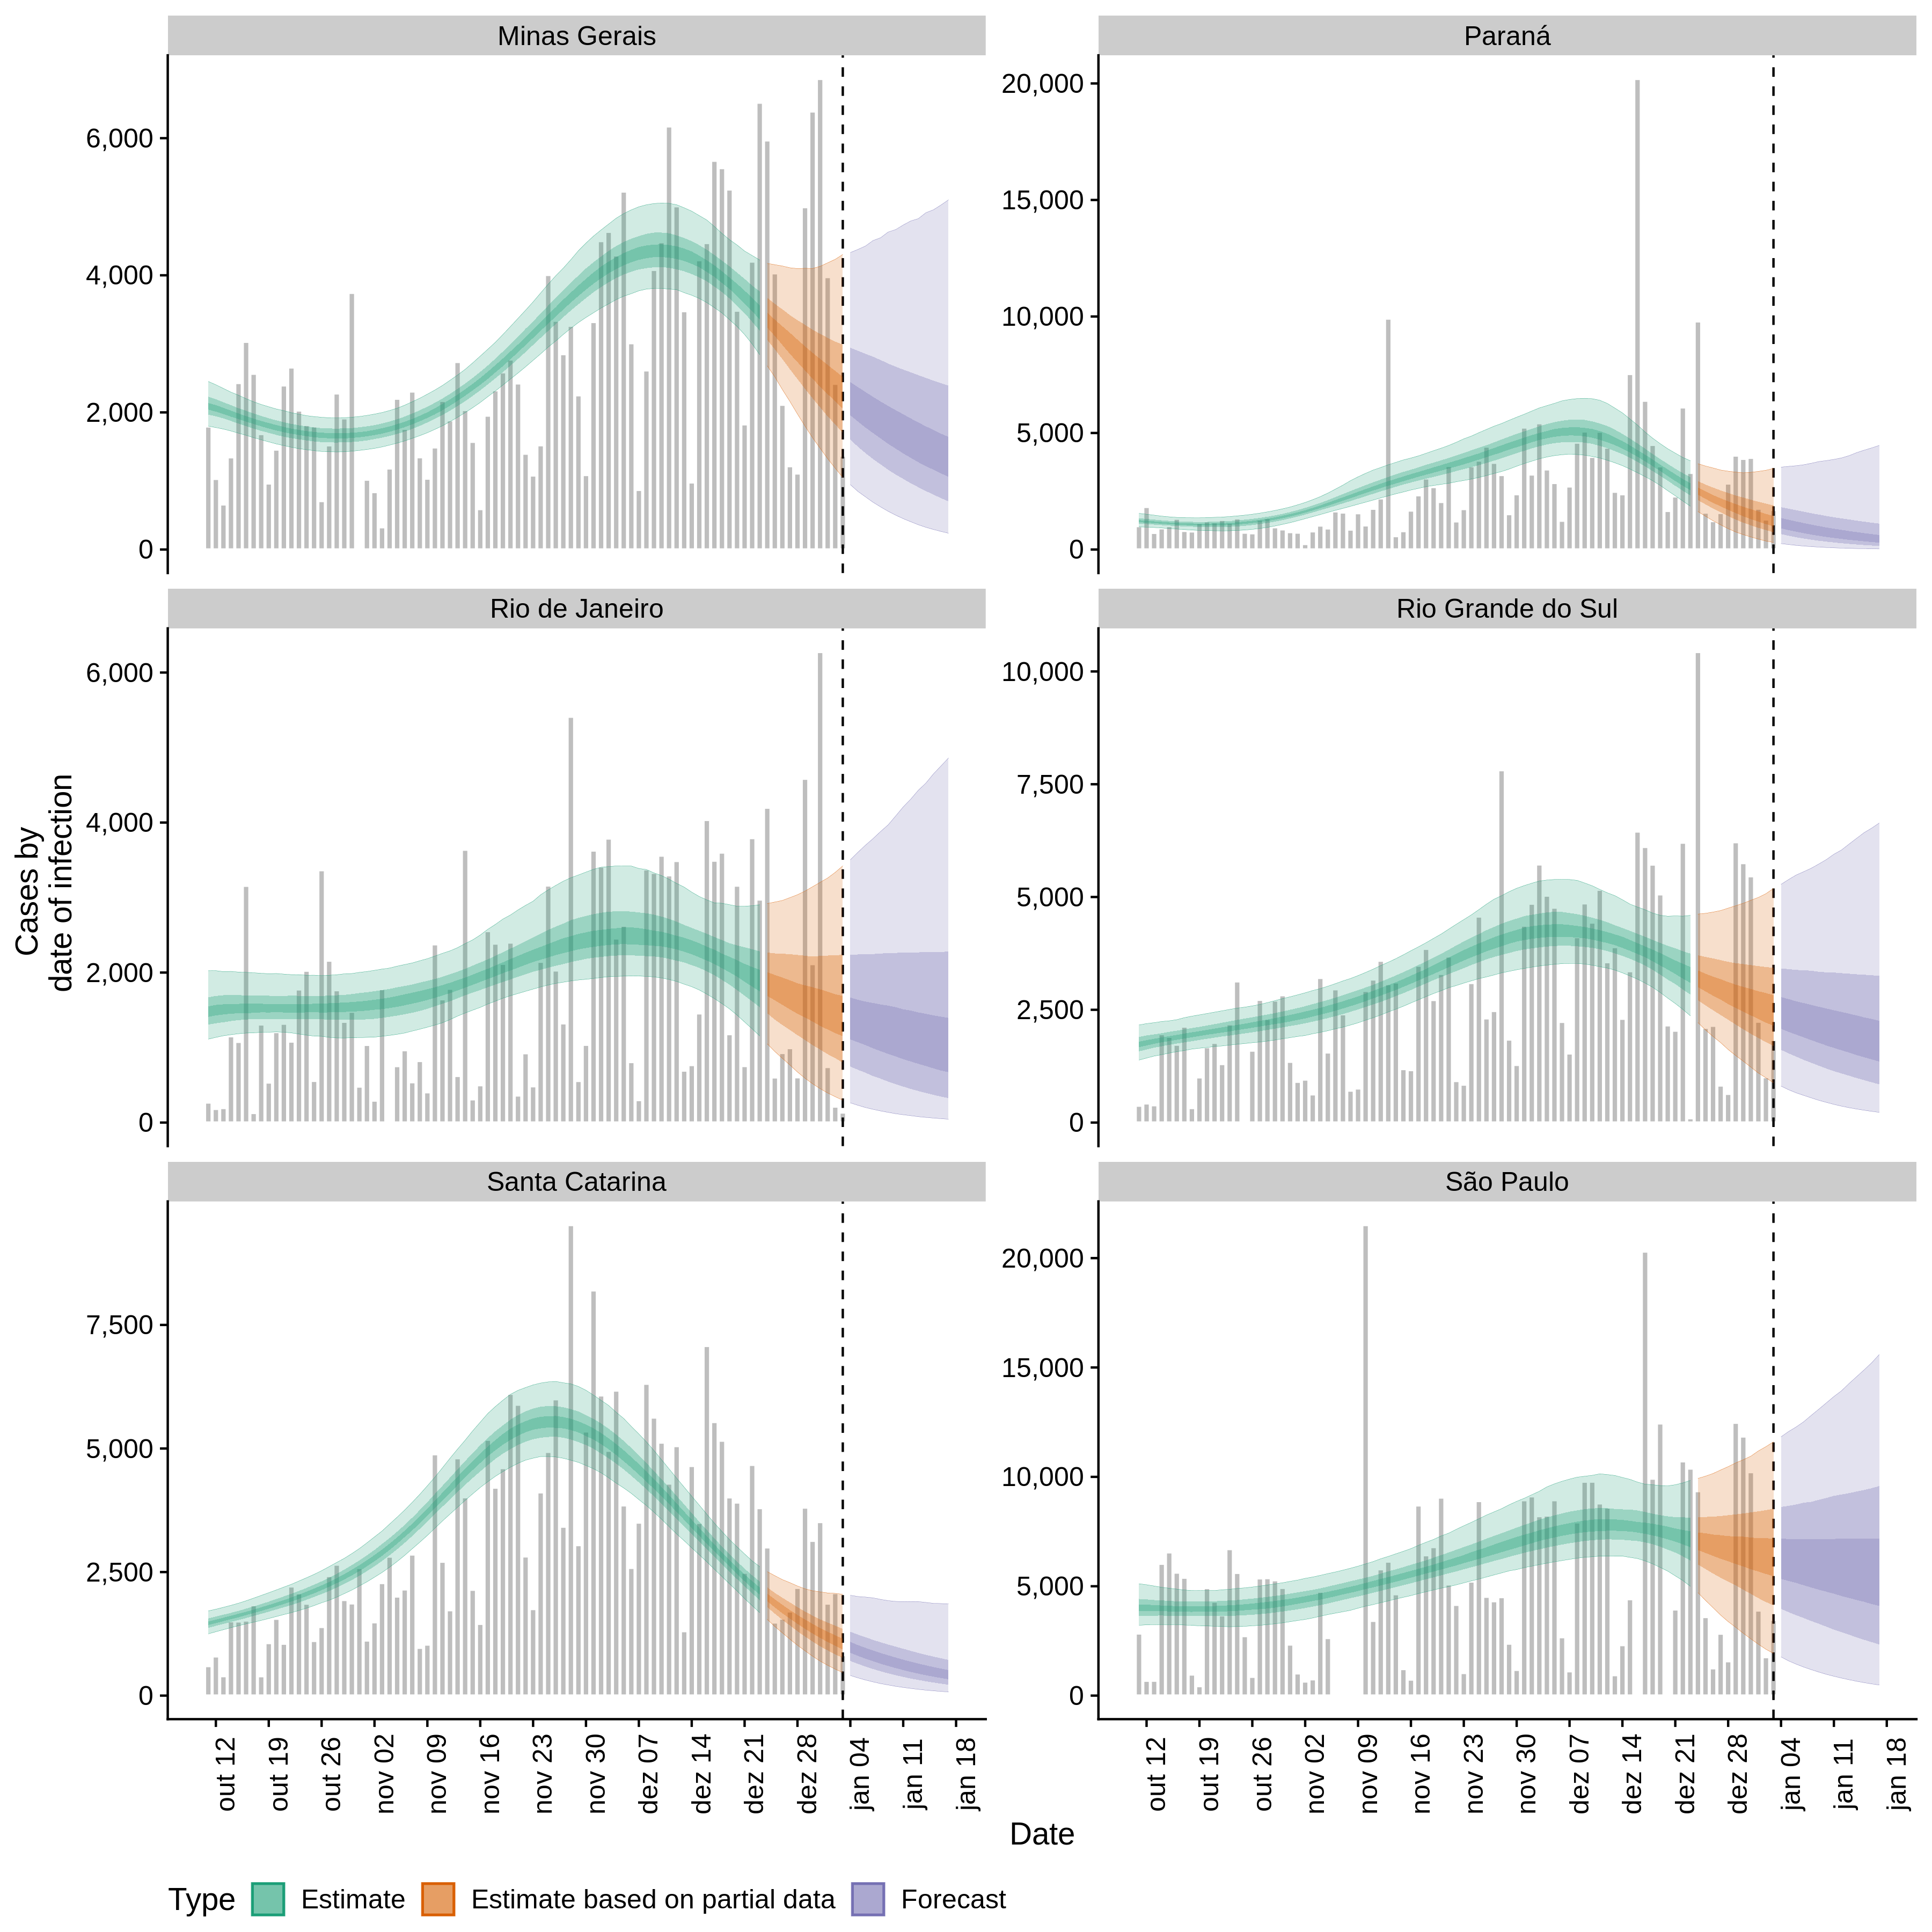 Minas Gerais
Paraná
6,000
4,000
2,000
0
20,000
15,000
10,000
5,000
0
Rio de Janeiro
Rio Grande do Sul
6,000
4,000
2,000
0
10,000
7,500
5,000
2,500
0
Cases by
date of infection
Santa Catarina
São Paulo
7,500
5,000
2,500
0
20,000
15,000
10,000
5,000
0
out 12
out 19
out 26
nov 02
nov 09
nov 16
nov 23
nov 30
dez 07
dez 14
dez 21
dez 28
jan 04
jan 11
jan 18
out 12
out 19
out 26
nov 02
nov 09
nov 16
nov 23
nov 30
dez 07
dez 14
dez 21
dez 28
jan 04
jan 11
jan 18
Date
Type Estimate Estimate based on partial data Forecast